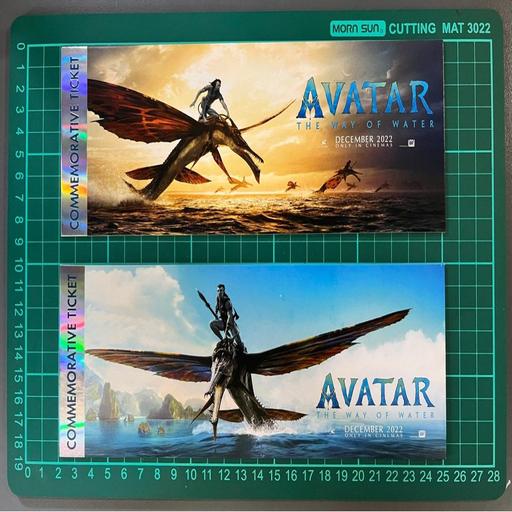 MORN SUN® CUTTING MAT 3022
COMMEMORATIVE TICKET
AVATAR
THE WAY OF WATER
DECEMBER 2022
ONLY IN CINEMAS
COMMEMORATIVE TICKET
AVATAR
THE WAY OF WATER
DECEMBER 2022
ONLY IN CINEMAS
0 1 2 3 4 5 6 7 8 9 10 11 12 13 14 15 16 17 18 19
0 1 2 3 4 5 6 7 8 9 10 11 12 13 14 15 16 17 18 19 20 21 22 23 24 25 26 27 28